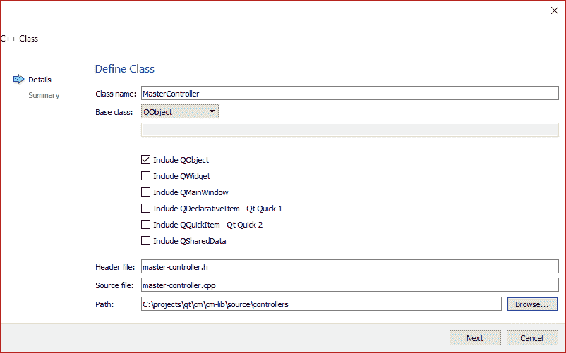 C++ Class
Details
Summary
Define Class
Class name: MasterController
Base class: QObject
Include QObject
Include QWidget
Include QMainWindow
Include QDeclarativeItem - Qt Quick 1
Include QQuickItem - Qt Quick 2
Include QSharedData
Header file: master-controller.h
Source file: master-controller.cpp
Path: C:\projects\qt\cm\cm-lib\source\controllers Browse...
Next Cancel